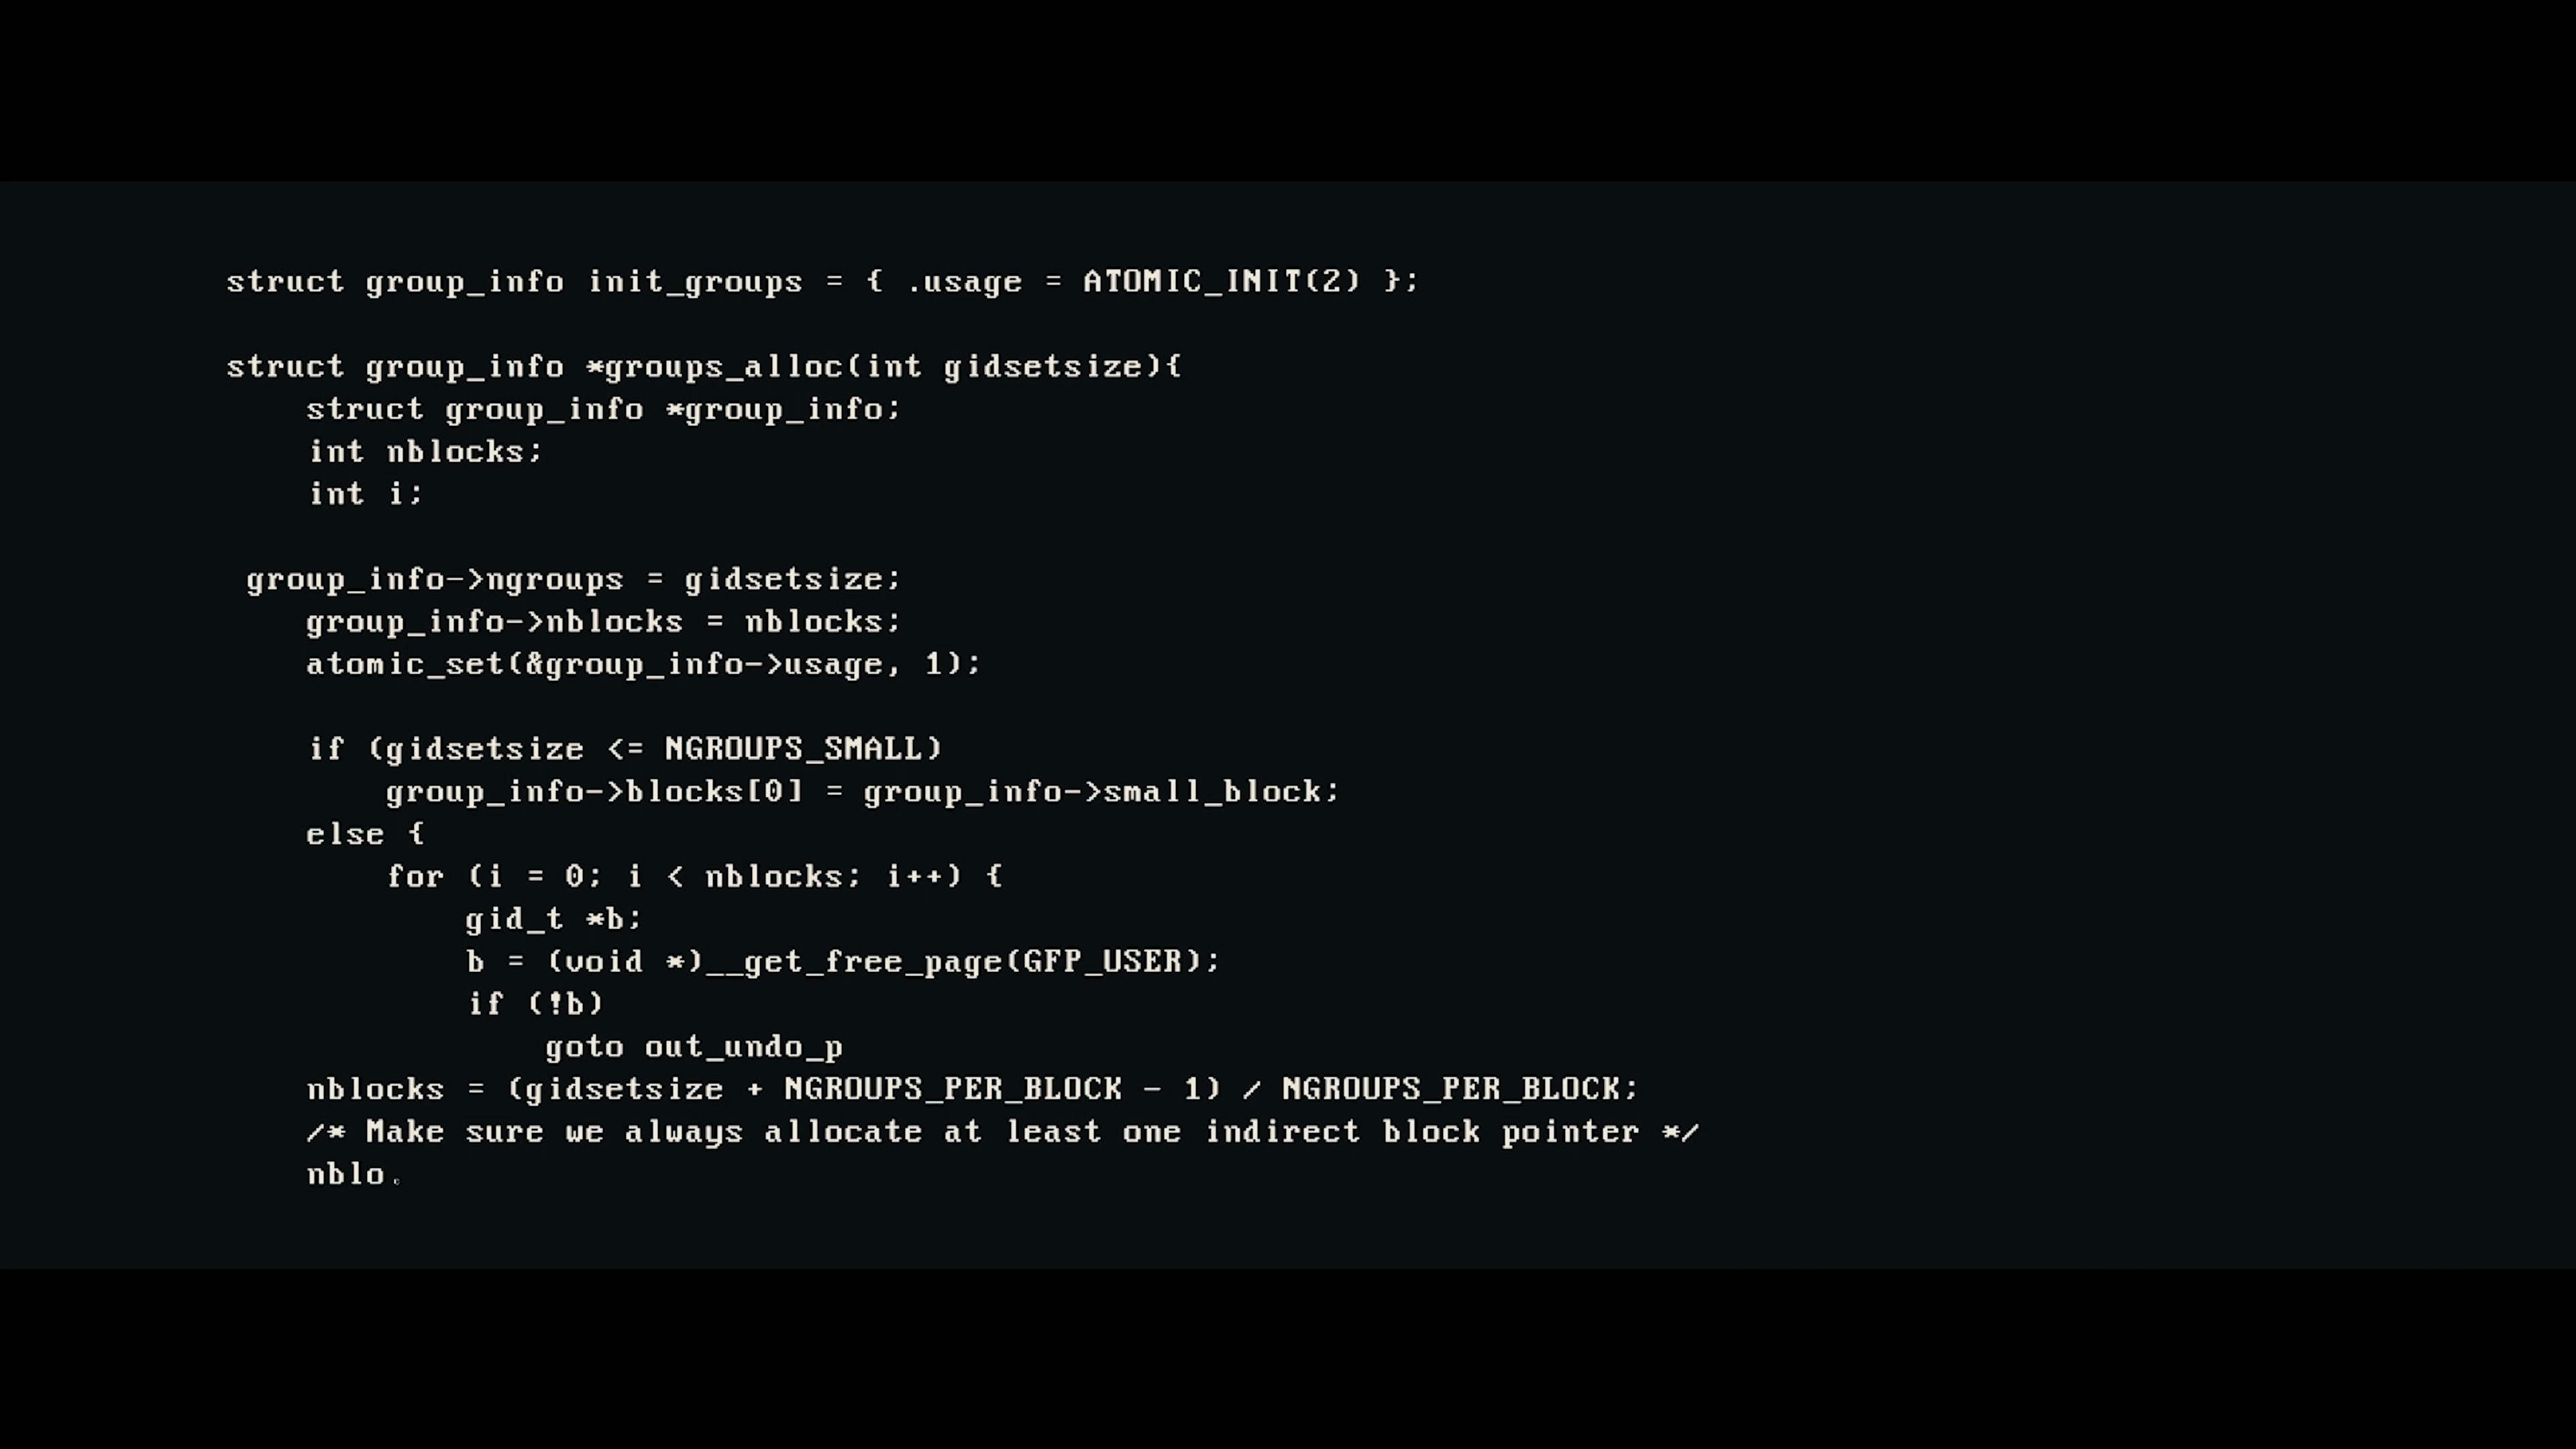 struct group_info init_groups = { .usage = ATOMIC_INIT(2) };
struct group_info *groups_alloc(int gidsetsize){
struct group_info *group_info;
int nblocks;
int i;
group_info->ngroups = gidsetsize;
group_info->nblocks = nblocks;
atomic_set(&group_info->usage, 1);
if (gidsetsize <= NGROUPS_SMALL)
group_info->blocks[0] = group_info->small_block;
else {
for (i = 0; i < nblocks; i++) {
gid_t *b;
b = (void *)__get_free_page(GFP_USER);
if (!b)
goto out_undo_p
nblocks = (gidsetsize + NGROUPS_PER_BLOCK - 1) / NGROUPS_PER_BLOCK;
/* Make sure we always allocate at least one indirect block pointer */
nblo